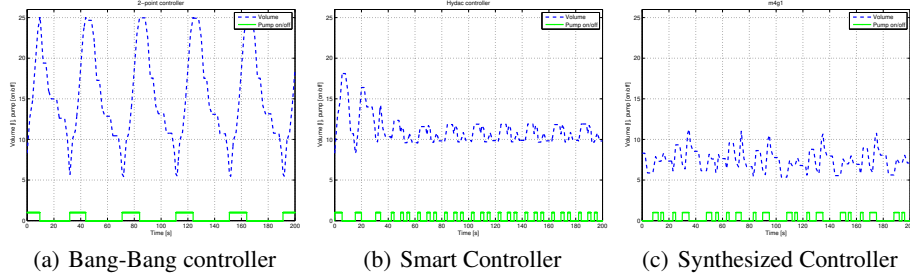 2-point controller
Volume
Pump on/off
Volume [l], pump [on/off]
25
20
15
10
5
0
0 20 40 60 80 100 120 140 160 180 200
Time [s]
(a) Bang-Bang controller
Hydac controller
Volume
Pump on/off
Volume [l], pump [on/off]
25
20
15
10
5
0
0 20 40 60 80 100 120 140 160 180 200
Time [s]
(b) Smart Controller
m4g1
Volume
Pump on/off
Volume [l], pump [on/off]
25
20
15
10
5
0
0 20 40 60 80 100 120 140 160 180 200
Time [s]
(c) Synthesized Controller